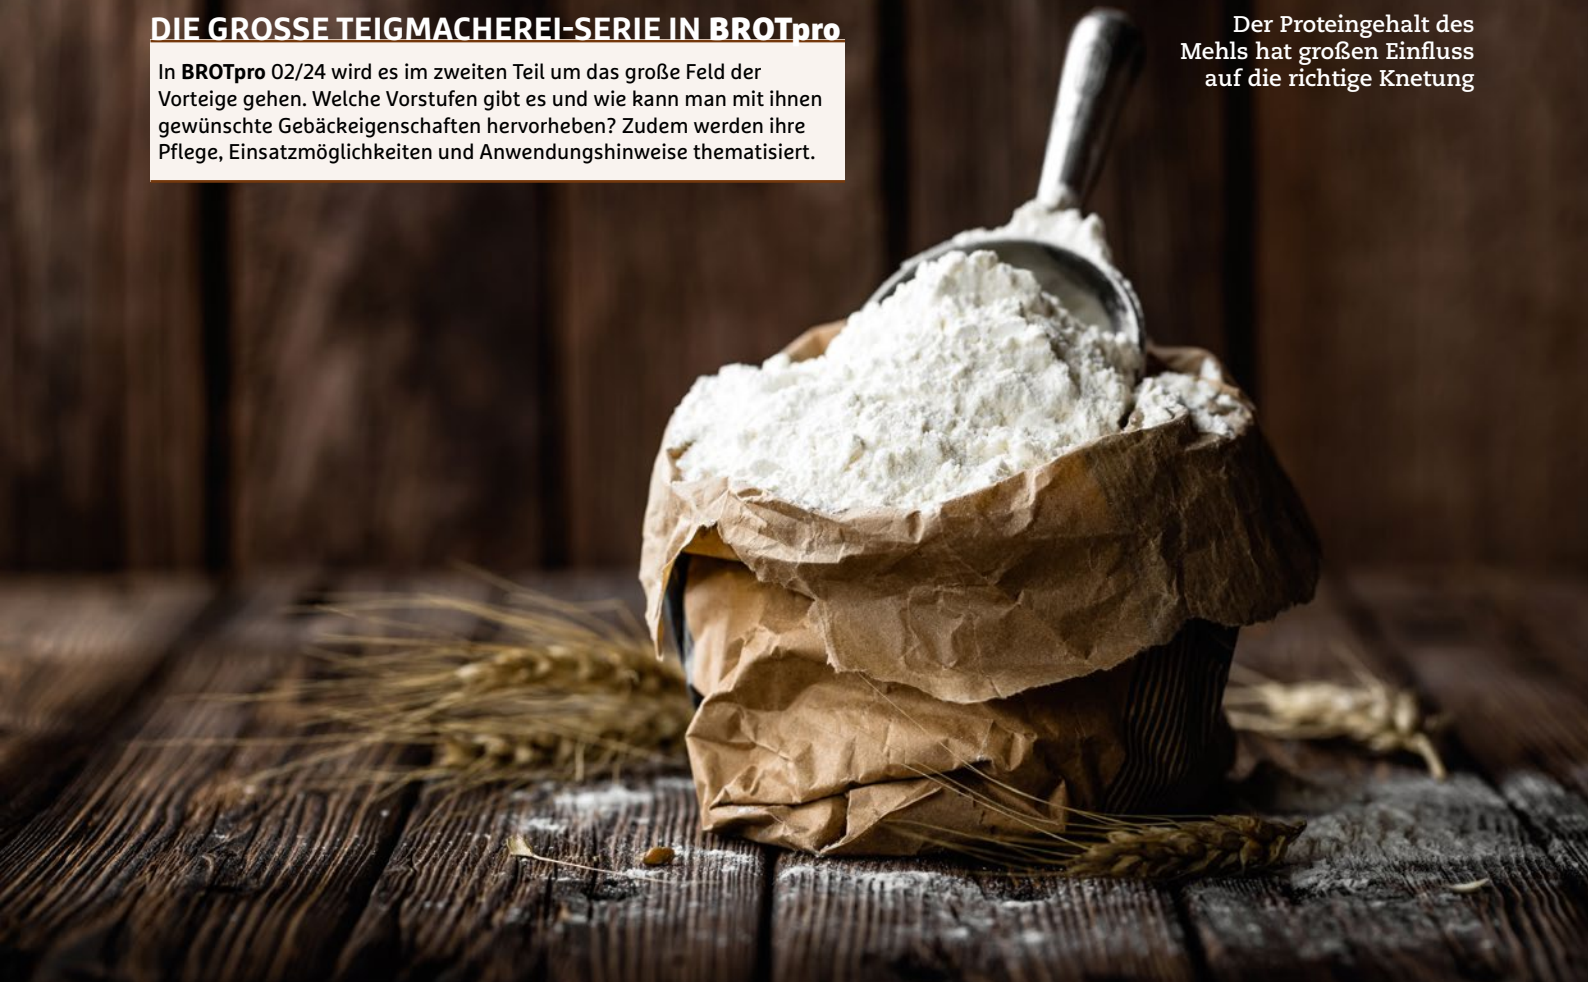 DIE GROSSE TEIGMACHEREI-SERIE IN BROTpro
In BROTpro 02/24 wird es im zweiten Teil um das große Feld der
Vorteige gehen. Welche Vorstufen gibt es und wie kann man mit ihnen
gewünschte Gebäckeigenschaften hervorheben? Zudem werden ihre
Pflege, Einsatzmöglichkeiten und Anwendungshinweise thematisiert.
Der Proteingehalt des
Mehls hat großen Einfluss
auf die richtige Knetung